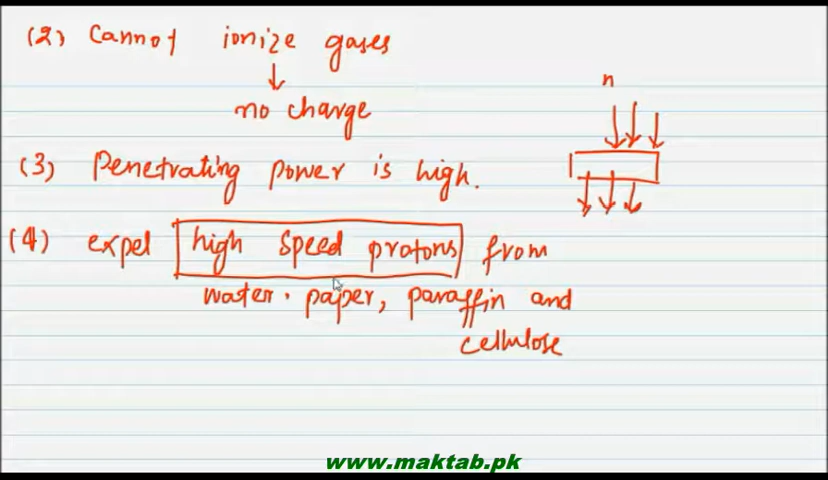 (2) Cannot ionize gases
no charge
n
(3) Penetrating power is high.
(4) expel high speed protons from
water. paper, paraffin and
cellulose
www.maktab.pk